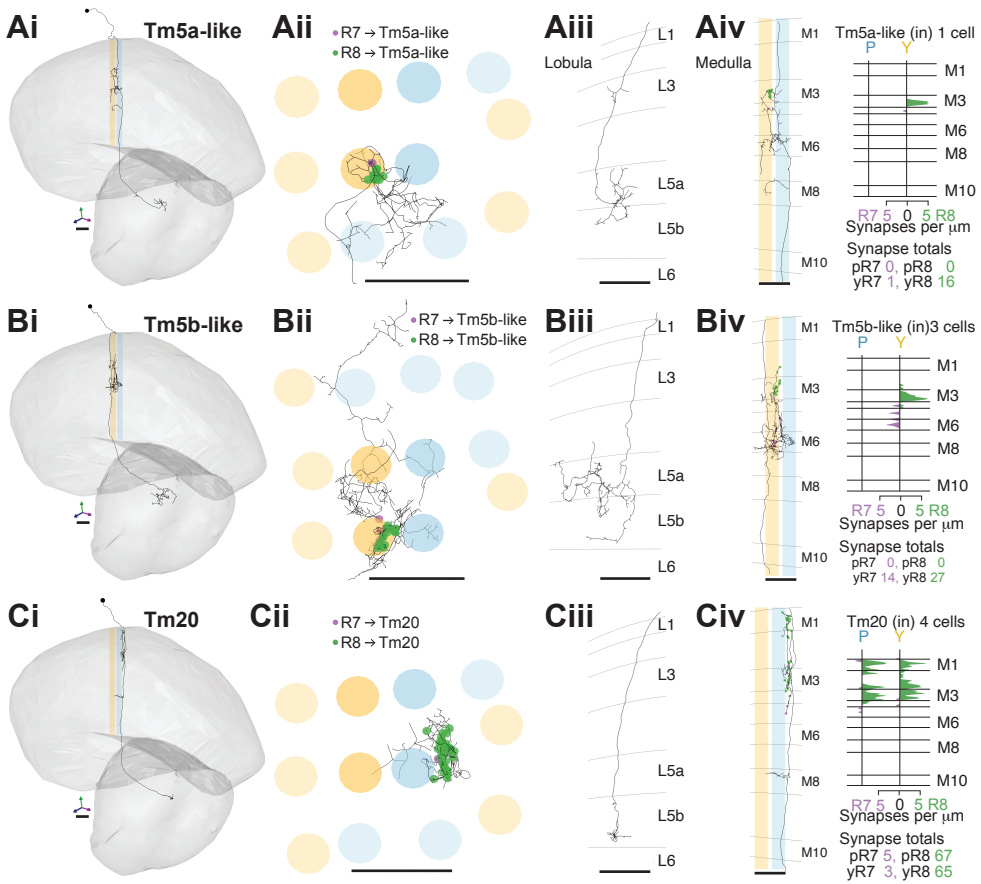 Ai
Tm5a-like
Aii
R7 → Tm5a-like
R8 → Tm5a-like
Aiii
Lobula
L1
L3
L5a
L5b
L6
Aiv
Medulla
M1
M3
M6
M8
M10
Tm5a-like (in) 1 cell
P Y
M1
M3
M6
M8
M10
R7 5 0 5 R8
Synapses per μm
Synapse totals
pR7 0, pR8 0
yR7 1, yR8 16
Bi
Tm5b-like
Bii
R7 → Tm5b-like
R8 → Tm5b-like
Biii
L1
L3
L5a
L5b
L6
Biv
M1
M3
M6
M8
M10
Tm5b-like (in)3 cells
P Y
M1
M3
M6
M8
M10
R7 5 0 5 R8
Synapses per μm
Synapse totals
pR7 0, pR8 0
yR7 14, yR8 27
Ci
Tm20
Cii
R7 → Tm20
R8 → Tm20
Ciii
L1
L3
L5a
L5b
L6
Civ
M1
M3
M6
M8
M10
Tm20 (in) 4 cells
P Y
M1
M3
M6
M8
M10
R7 5 0 5 R8
Synapses per μm
Synapse totals
pR7 5, pR8 67
yR7 3, yR8 65